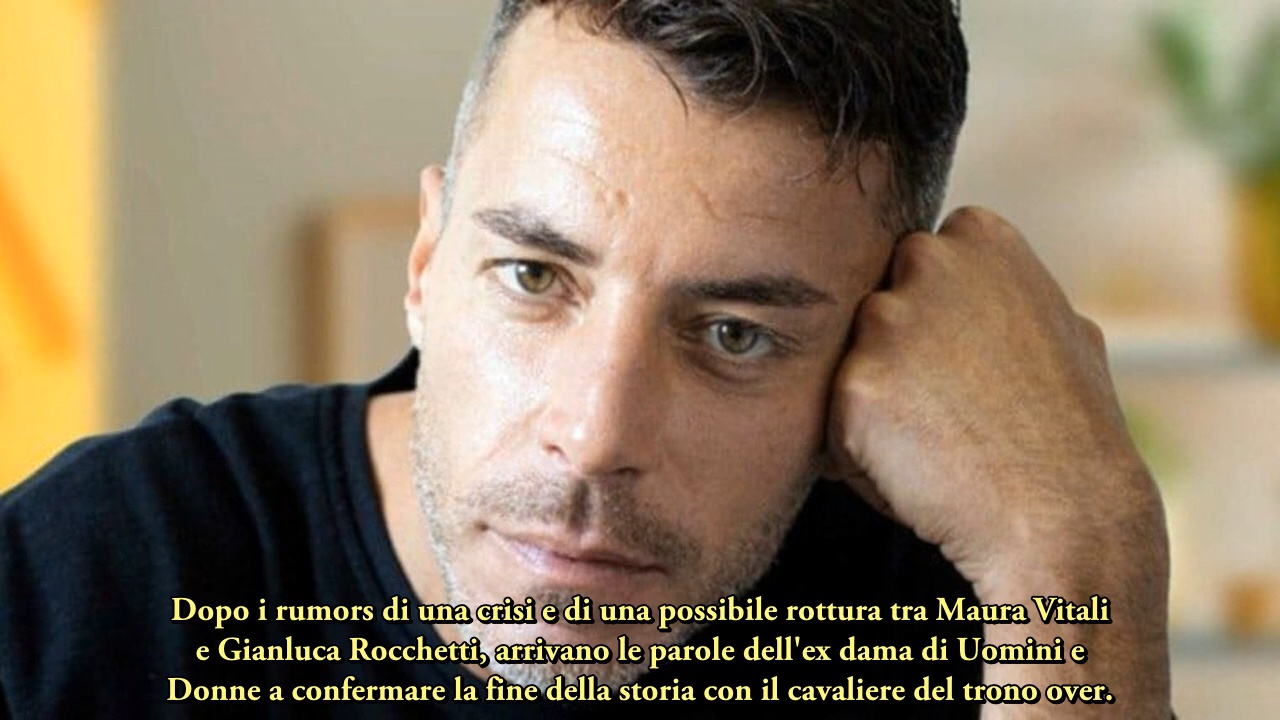 Dopo i rumors di una crisi e di una possibile rottura tra Maura Vitali
e Gianluca Rocchetti, arrivano le parole dell'ex dama di Uomini e
Donne a confermare la fine della storia con il cavaliere del trono over.